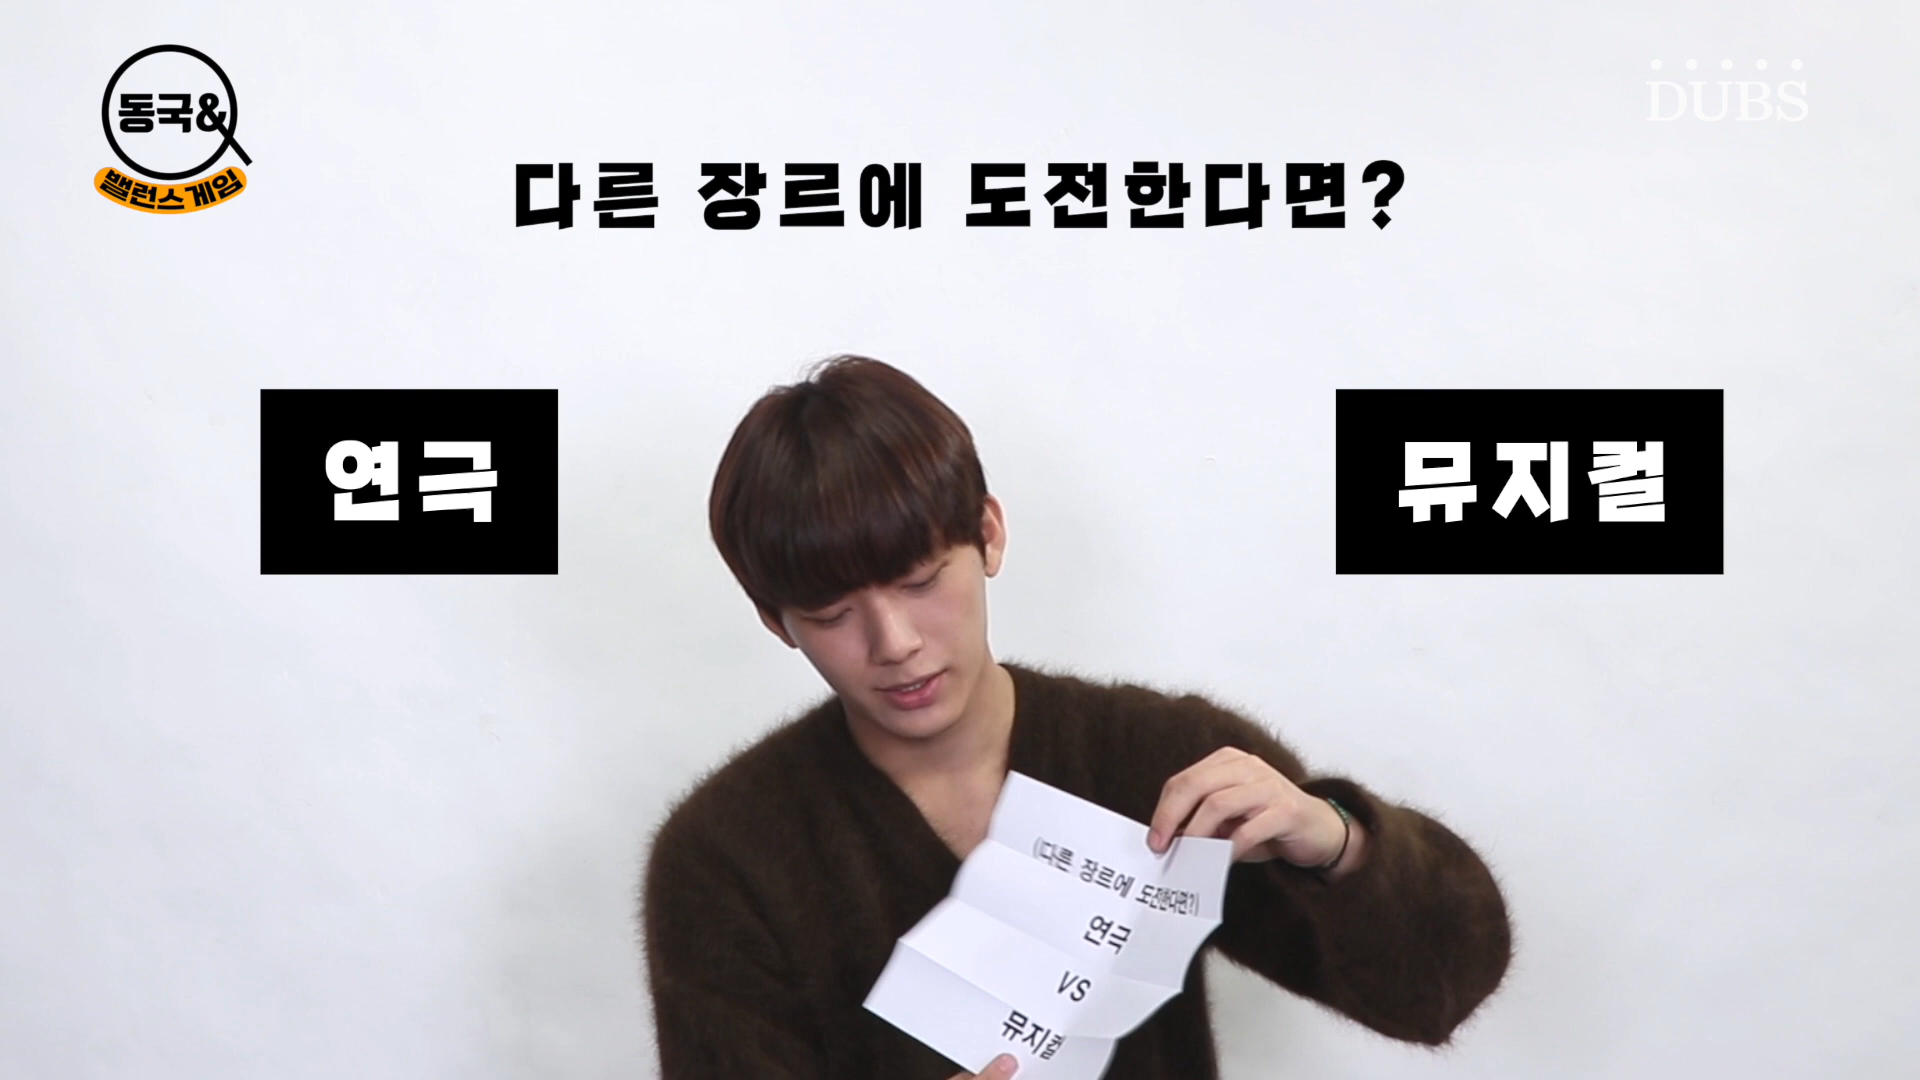 동국&
밸런스게임
DUBS
다른 장르에 도전한다면?
연극
뮤지컬
(다른 장르에 도전한다면?)
연극
VS
뮤지컬